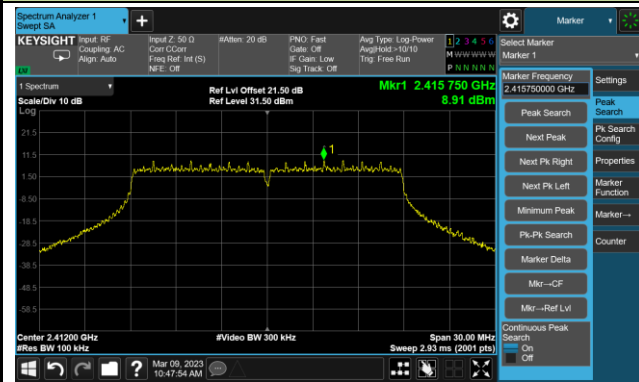 Spectrum Analyzer 1
Swept SA
+
Marker
KEYSIGHT
Input: RF
Coupling: AC
Align: Auto
Input Z: 50 Ω
Corr CCorr
Freq Ref: Int (S)
NFE: Off
#Atten: 20 dB
PNO: Fast
Gate: Off
IF Gain: Low
Sig Track: Off
Avg Type: Log-Power
Avg|Hold:>10/10
Trig: Free Run
1 2 3 4 5 6
M W W W W W
P N N N N N
Select Marker
Marker 1
LXI
1 Spectrum
Scale/Div 10 dB
Log
Ref Lvl Offset 21.50 dB
Ref Level 31.50 dBm
Mkr1 2.415 750 GHz
8.91 dBm
21.5
11.5
1.50
-8.50
-18.5
-28.5
-38.5
-48.5
-58.5
1
Center 2.41200 GHz
#Res BW 100 kHz
#Video BW 300 kHz
Span 30.00 MHz
Sweep 2.93 ms (2001 pts)
Marker Frequency
2.415750000 GHz
Peak Search
Next Peak
Next Pk Right
Next Pk Left
Minimum Peak
Pk-Pk Search
Marker Delta
Mkr→CF
Mkr→Ref Lvl
Continuous Peak
Search
On
Off
Settings
Peak
Search
Pk Search
Config
Properties
Marker
Function
Marker→
Counter
?
Mar 09, 2023
10:47:54 AM